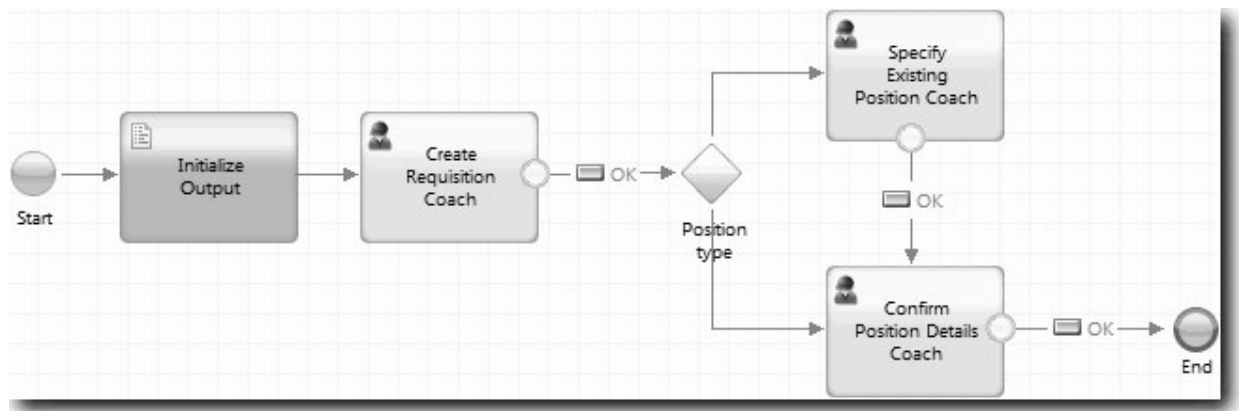 Start
Initialize
Output
Create
Requisition
Coach
OK
Position
type
Specify
Existing
Position Coach
OK
Confirm
Position Details
Coach
OK
End